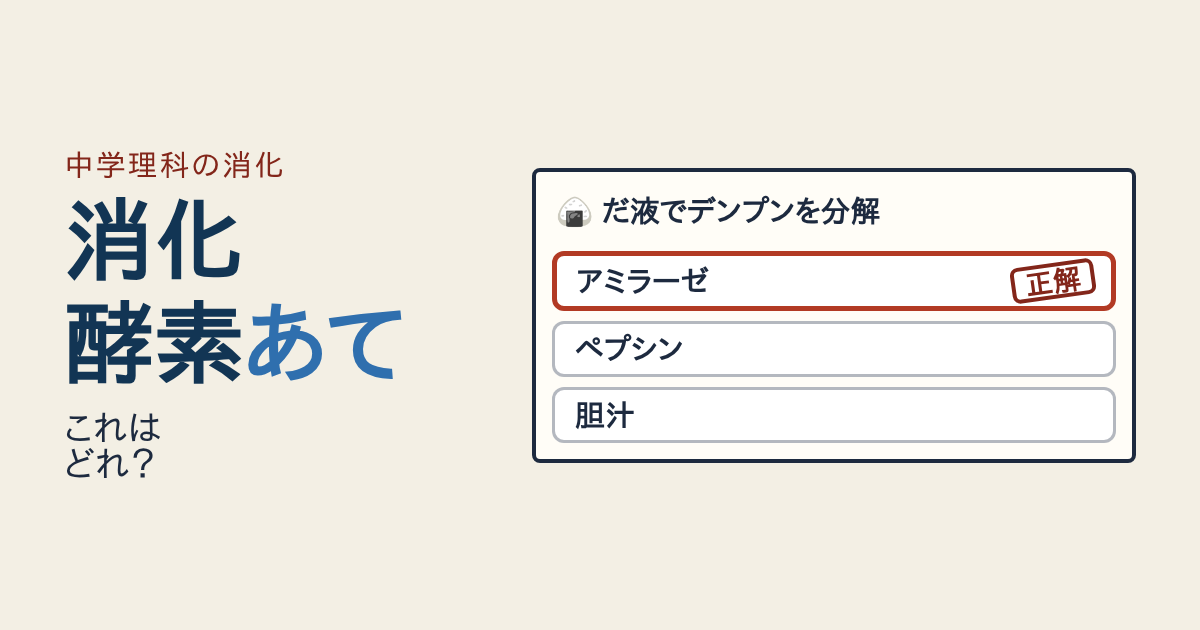 中学理科の消化
消化
酵素あて
これは
どれ？
🍙 だ液でデンプンを分解
アミラーゼ
正解
ペプシン
胆汁